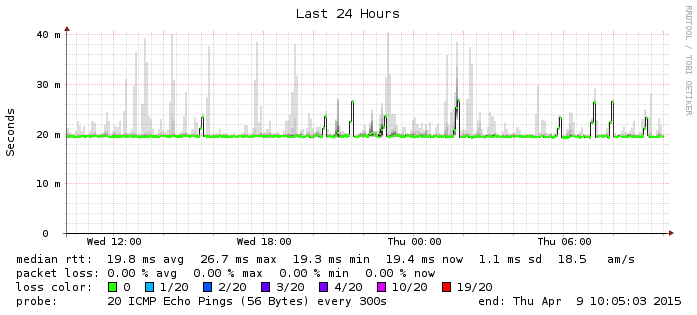 Last 24 Hours
RRDTOOL / TOBI OETIKER
Seconds
40 m
30 m
20 m
10 m
0
Wed 12:00 Wed 18:00 Thu 00:00 Thu 06:00
median rtt: 19.8 ms avg 26.7 ms max 19.3 ms min 19.4 ms now 1.1 ms sd 18.5 am/s
packet loss: 0.00 % avg 0.00 % max 0.00 % min 0.00 % now
loss color: 0 1/20 2/20 3/20 4/20 10/20 19/20
probe: 20 ICMP Echo Pings (56 Bytes) every 300s end: Thu Apr 9 10:05:03 2015